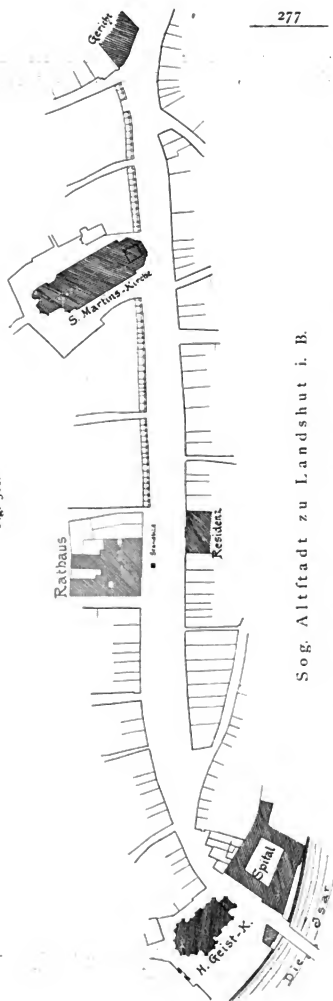 277
Gericht
S. Martins-Kirche
Rathaus
Residenz
Sog. Altſtadt zu Landshut i. B.
Spital
H. Geist-K.
Die Isar